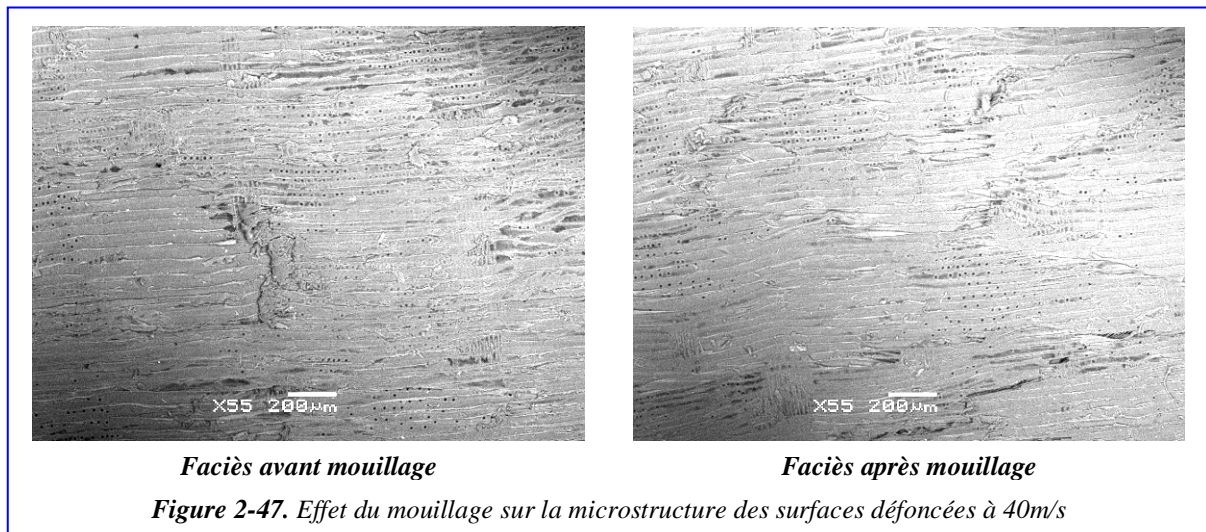 X55 200µm
X55 200µm
Faciès avant mouillage
Faciès après mouillage
Figure 2-47. Effet du mouillage sur la microstructure des surfaces défoncées à 40m/s